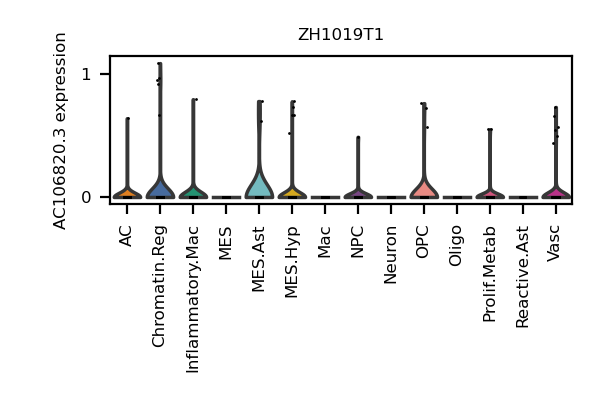 ZH1019T1
AC106820.3 expression
1
0
AC
Chromatin.Reg
Inflammatory.Mac
MES
MES.Ast
MES.Hyp
Mac
NPC
Neuron
OPC
Oligo
Prolif.Metab
Reactive.Ast
Vasc